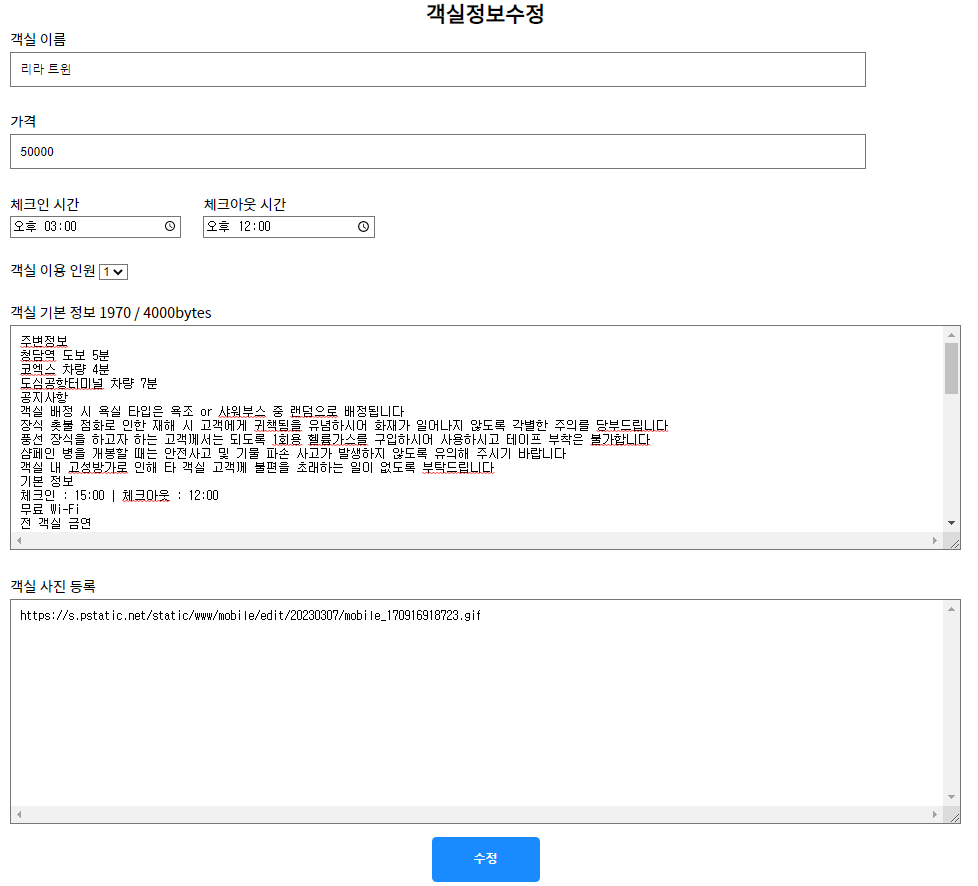 객실정보수정
객실 이름
리라 트윈
가격
50000
체크인 시간 체크아웃 시간
오후 03:00 오후 12:00
객실 이용 인원 1
객실 기본 정보 1970 / 4000bytes
주변정보
청담역 도보 5분
코엑스 차량 4분
도심공항터미널 차량 7분
공지사항
객실 배정 시 욕실 타입은 욕조 or 샤워부스 중 랜덤으로 배정됩니다
장식 촛불 점화로 인한 재해 시 고객에게 귀책됨을 유념하시어 화재가 일어나지 않도록 각별한 주의를 당부드립니다
풍선 장식을 하고자 하는 고객께서는 되도록 1회용 헬륨가스를 구입하시어 사용하시고 테이프 부착은 불가합니다
샴페인 병을 개봉할 때는 안전사고 및 기물 파손 사고가 발생하지 않도록 유의해 주시기 바랍니다
객실 내 고성방가로 인해 타 객실 고객께 불편을 초래하는 일이 없도록 부탁드립니다
기본 정보
체크인 : 15:00 | 체크아웃 : 12:00
무료 Wi-Fi
전 객실 금연
객실 사진 등록
https://s.pstatic.net/static/www/mobile/edit/20230307/mobile_170916918723.gif
수정